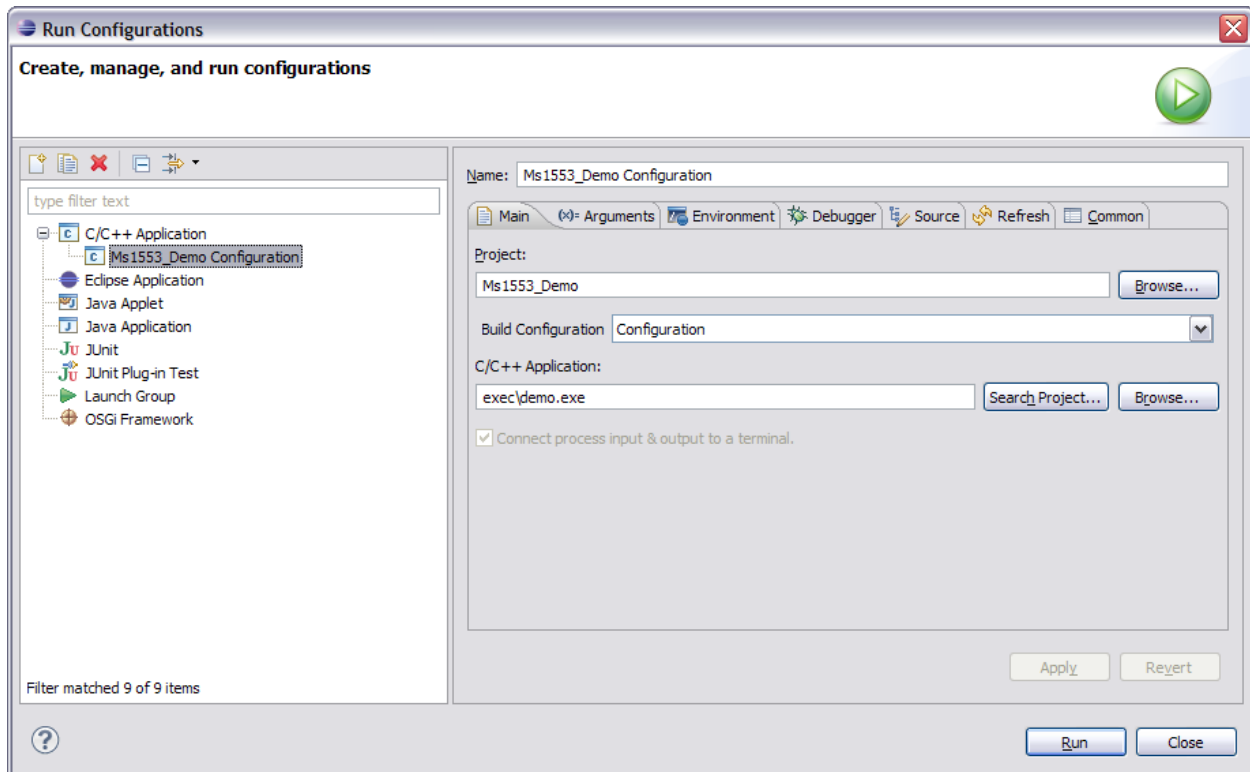 Run Configurations
Create, manage, and run configurations
type filter text
C/C++ Application
Ms1553_Demo Configuration
Eclipse Application
Java Applet
Java Application
JUnit
JUnit Plug-in Test
Launch Group
OSGi Framework
Filter matched 9 of 9 items
Name: Ms1553_Demo Configuration
Main (x)= Arguments Environment Debugger Source Refresh Common
Project:
Ms1553_Demo Browse...
Build Configuration Configuration
C/C++ Application:
exec\demo.exe Search Project... Browse...
Connect process input & output to a terminal.
Apply Revert
Run Close